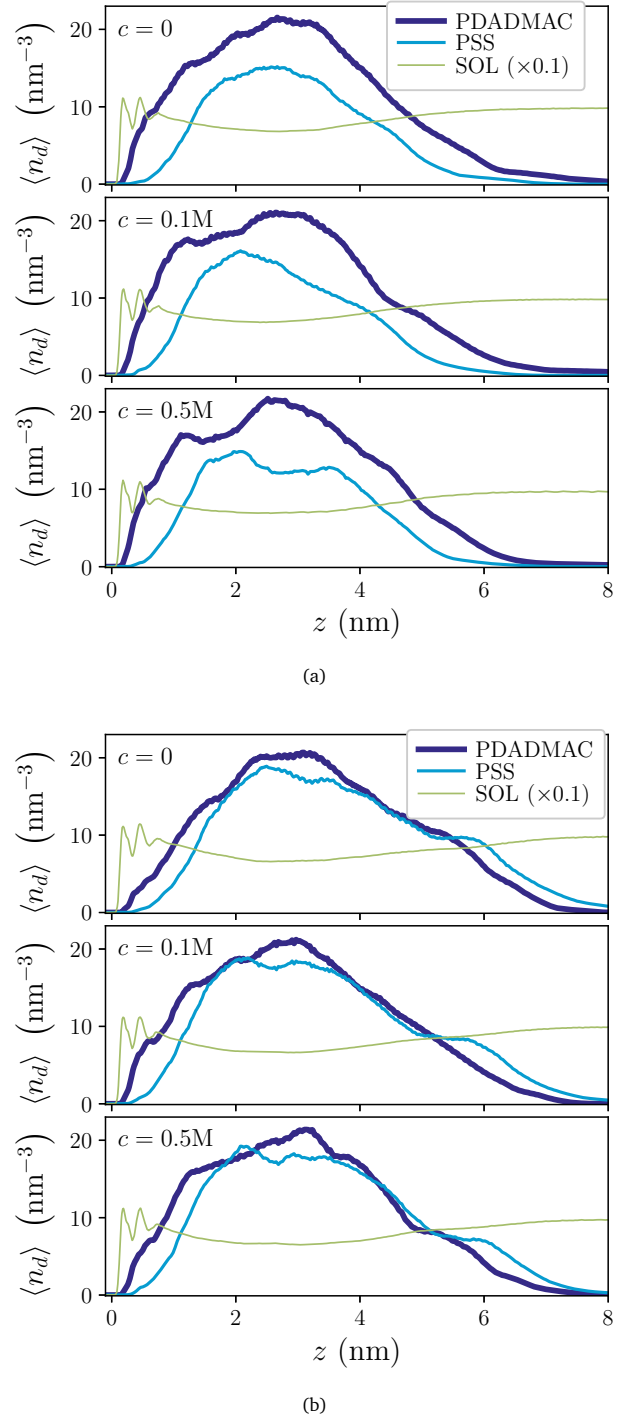 c = 0
PDADMAC
PSS
SOL (×0.1)
20
10
0
⟨n_d⟩ (nm⁻³)
c = 0.1M
20
10
0
⟨n_d⟩ (nm⁻³)
c = 0.5M
20
10
0
⟨n_d⟩ (nm⁻³)
0 2 4 6 8
z (nm)
(a)
c = 0
PDADMAC
PSS
SOL (×0.1)
20
10
0
⟨n_d⟩ (nm⁻³)
c = 0.1M
20
10
0
⟨n_d⟩ (nm⁻³)
c = 0.5M
20
10
0
⟨n_d⟩ (nm⁻³)
0 2 4 6 8
z (nm)
(b)